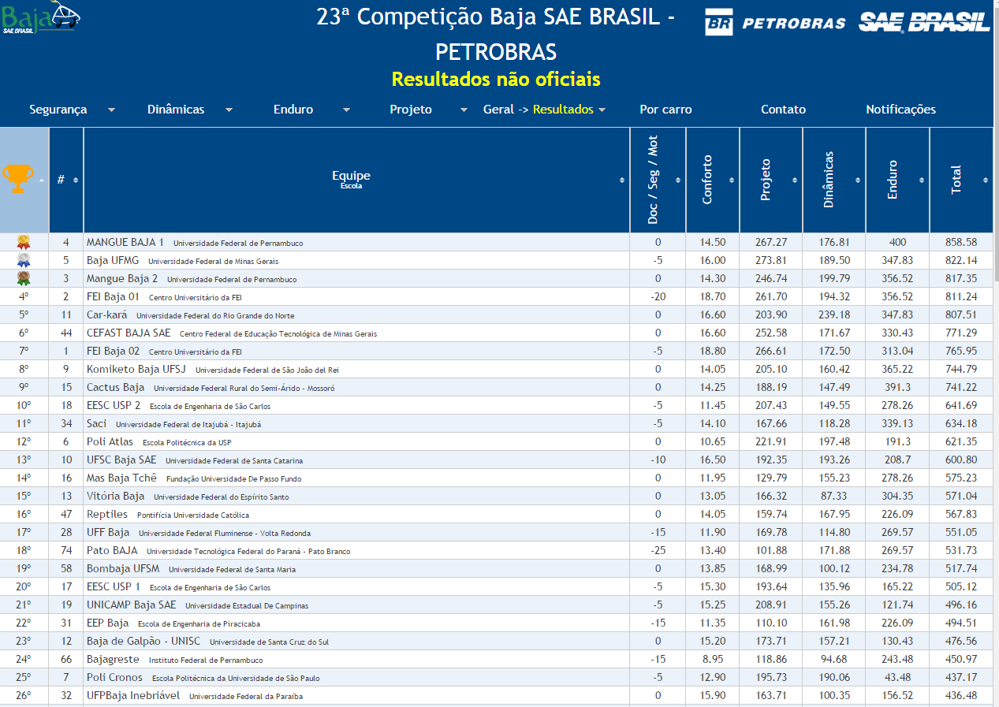 Baja
SAE BRASIL
23ª Competição Baja SAE BRASIL -
PETROBRAS
Resultados não oficiais
BR PETROBRAS SAE BRASIL
Segurança Dinâmicas Enduro Projeto Geral -> Resultados Por carro Contato Notificações
# Equipe Doc / Seg / Mot Conforto Projeto Dinâmicas Enduro Total
Escola
4 MANGUE BAJA 1 Universidade Federal de Pernambuco 0 14.50 267.27 176.81 400 858.58
5 Baja UFMG Universidade Federal de Minas Gerais -5 16.00 273.81 189.50 347.83 822.14
3 Mangue Baja 2 Universidade Federal de Pernambuco 0 14.30 246.74 199.79 356.52 817.35
4º 2 FEI Baja 01 Centro Universitário da FEI -20 18.70 261.70 194.32 356.52 811.24
5º 11 Car-kará Universidade Federal do Rio Grande do Norte 0 16.60 203.90 239.18 347.83 807.51
6º 44 CEFAST BAJA SAE Centro Federal de Educação Tecnológica de Minas Gerais 0 16.60 252.58 171.67 330.43 771.29
7º 1 FEI Baja 02 Centro Universitário da FEI -5 18.80 266.61 172.50 313.04 765.95
8º 9 Komiketo Baja UFSJ Universidade Federal de São João del Rei 0 14.05 205.10 160.42 365.22 744.79
9º 15 Cactus Baja Universidade Federal Rural do Semi-Árido - Mossoró 0 14.25 188.19 147.49 391.3 741.22
10º 18 EESC USP 2 Escola de Engenharia de São Carlos -5 11.45 207.43 149.55 278.26 641.69
11º 34 Saci Universidade Federal de Itajubá - Itajubá -5 14.10 167.66 118.28 339.13 634.18
12º 6 Poli Atlas Escola Politécnica da USP 0 10.65 221.91 197.48 191.3 621.35
13º 10 UFSC Baja SAE Universidade Federal de Santa Catarina -10 16.50 192.35 193.26 208.7 600.80
14º 16 Mas Baja Tchê Fundação Universidade De Passo Fundo 0 11.95 129.79 155.23 278.26 575.23
15º 13 Vitória Baja Universidade Federal do Espírito Santo 0 13.05 166.32 87.33 304.35 571.04
16º 47 Reptiles Pontifícia Universidade Católica 0 14.05 159.74 167.95 226.09 567.83
17º 28 UFF Baja Universidade Federal Fluminense - Volta Redonda -15 11.90 169.78 114.80 269.57 551.05
18º 74 Pato BAJA Universidade Tecnológica Federal do Paraná - Pato Branco -25 13.40 101.88 171.88 269.57 531.73
19º 58 Bombaja UFSM Universidade Federal de Santa Maria 0 13.85 168.99 100.12 234.78 517.74
20º 17 EESC USP 1 Escola de Engenharia de São Carlos -5 15.30 193.64 135.96 165.22 505.12
21º 19 UNICAMP Baja SAE Universidade Estadual De Campinas -5 15.25 208.91 155.26 121.74 496.16
22º 31 EEP Baja Escola de Engenharia de Piracicaba -15 11.35 110.10 161.98 226.09 494.51
23º 12 Baja de Galpão - UNISC Universidade de Santa Cruz do Sul 0 15.20 173.71 157.21 130.43 476.56
24º 66 Bajagreste Instituto Federal de Pernambuco -15 8.95 118.86 94.68 243.48 450.97
25º 7 Poli Cronos Escola Politécnica da Universidade de São Paulo -5 12.90 195.73 190.06 43.48 437.17
26º 32 UFPBaja Inebriável Universidade Federal da Paraíba 0 15.90 163.71 100.35 156.52 436.48